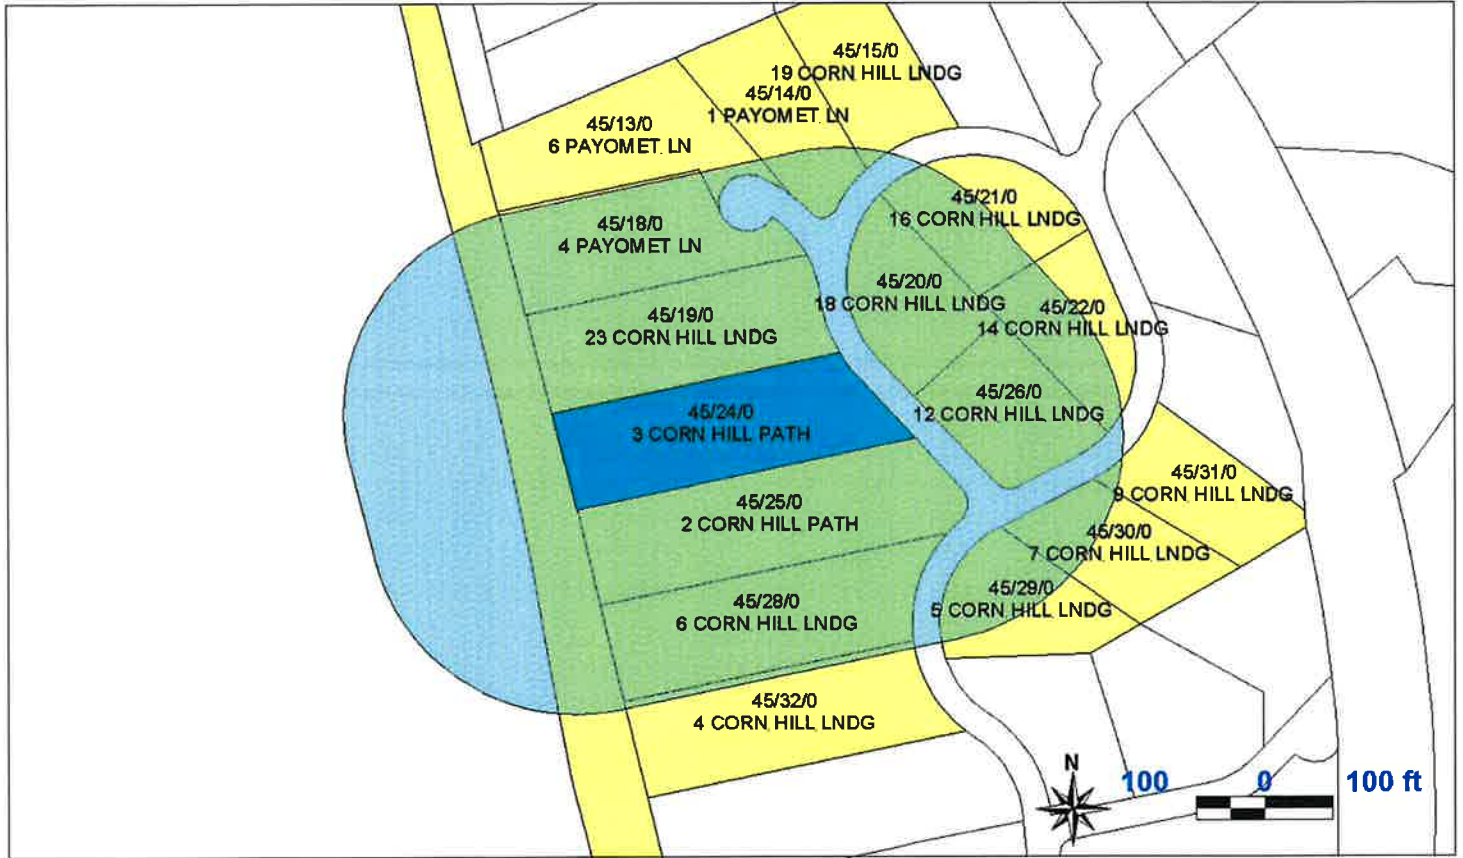 45/15/0
19 CORN HILL LNDG
45/14/0
1 PAYOMET LN
45/13/0
6 PAYOMET LN
45/21/0
16 CORN HILL LNDG
45/18/0
4 PAYOMET LN
45/20/0
18 CORN HILL LNDG
45/22/0
14 CORN HILL LNDG
45/19/0
23 CORN HILL LNDG
45/26/0
12 CORN HILL LNDG
45/24/0
3 CORN HILL PATH
45/31/0
9 CORN HILL LNDG
45/25/0
2 CORN HILL PATH
45/30/0
7 CORN HILL LNDG
45/29/0
5 CORN HILL LNDG
45/28/0
6 CORN HILL LNDG
45/32/0
4 CORN HILL LNDG
N
100 0 100 ft